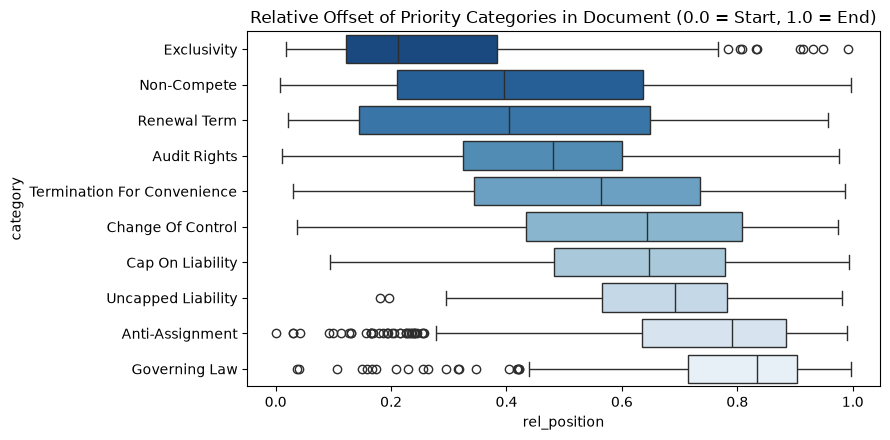 Relative Offset of Priority Categories in Document (0.0 = Start, 1.0 = End)
category
Exclusivity
Non-Compete
Renewal Term
Audit Rights
Termination For Convenience
Change Of Control
Cap On Liability
Uncapped Liability
Anti-Assignment
Governing Law
0.0 0.2 0.4 0.6 0.8 1.0
rel_position